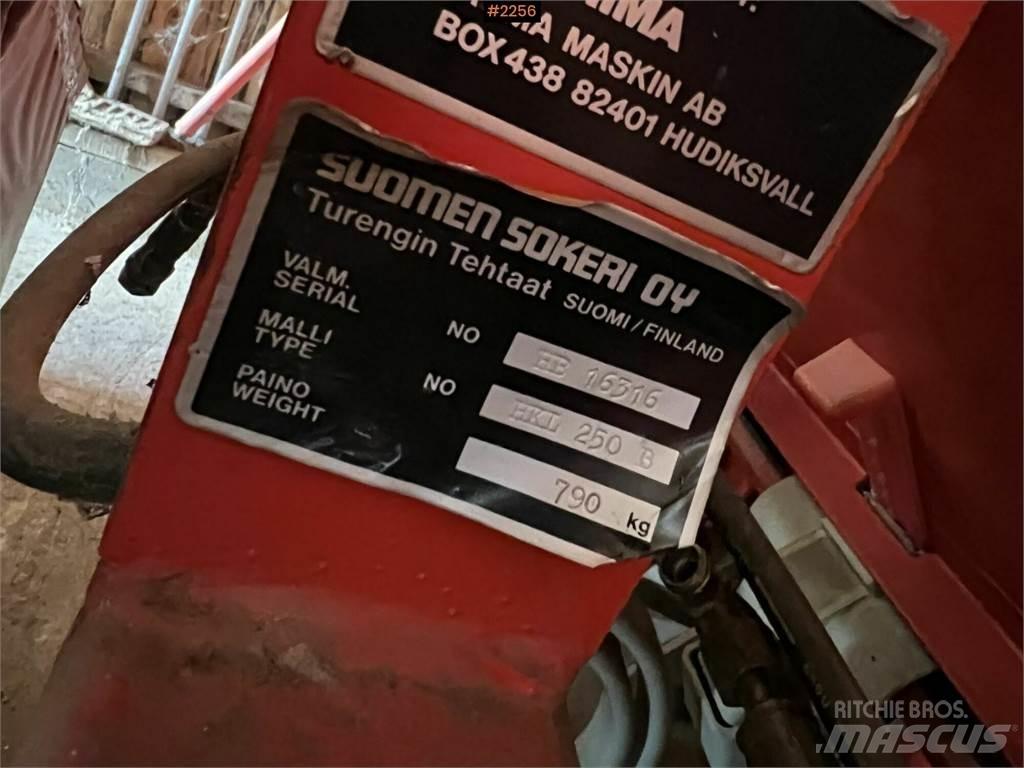 #2256
MASKIN AB
BOX 438 82401 HUDIKSVALL
SUOMEN SOKERI OY
Turengin Tehtaat SUOMI / FINLAND
VALM. NO HB 16316
SERIAL
MALLI NO HKL 250 B
TYPE
PAINO 790 kg
WEIGHT
RITCHIE BROS.
MASCUS